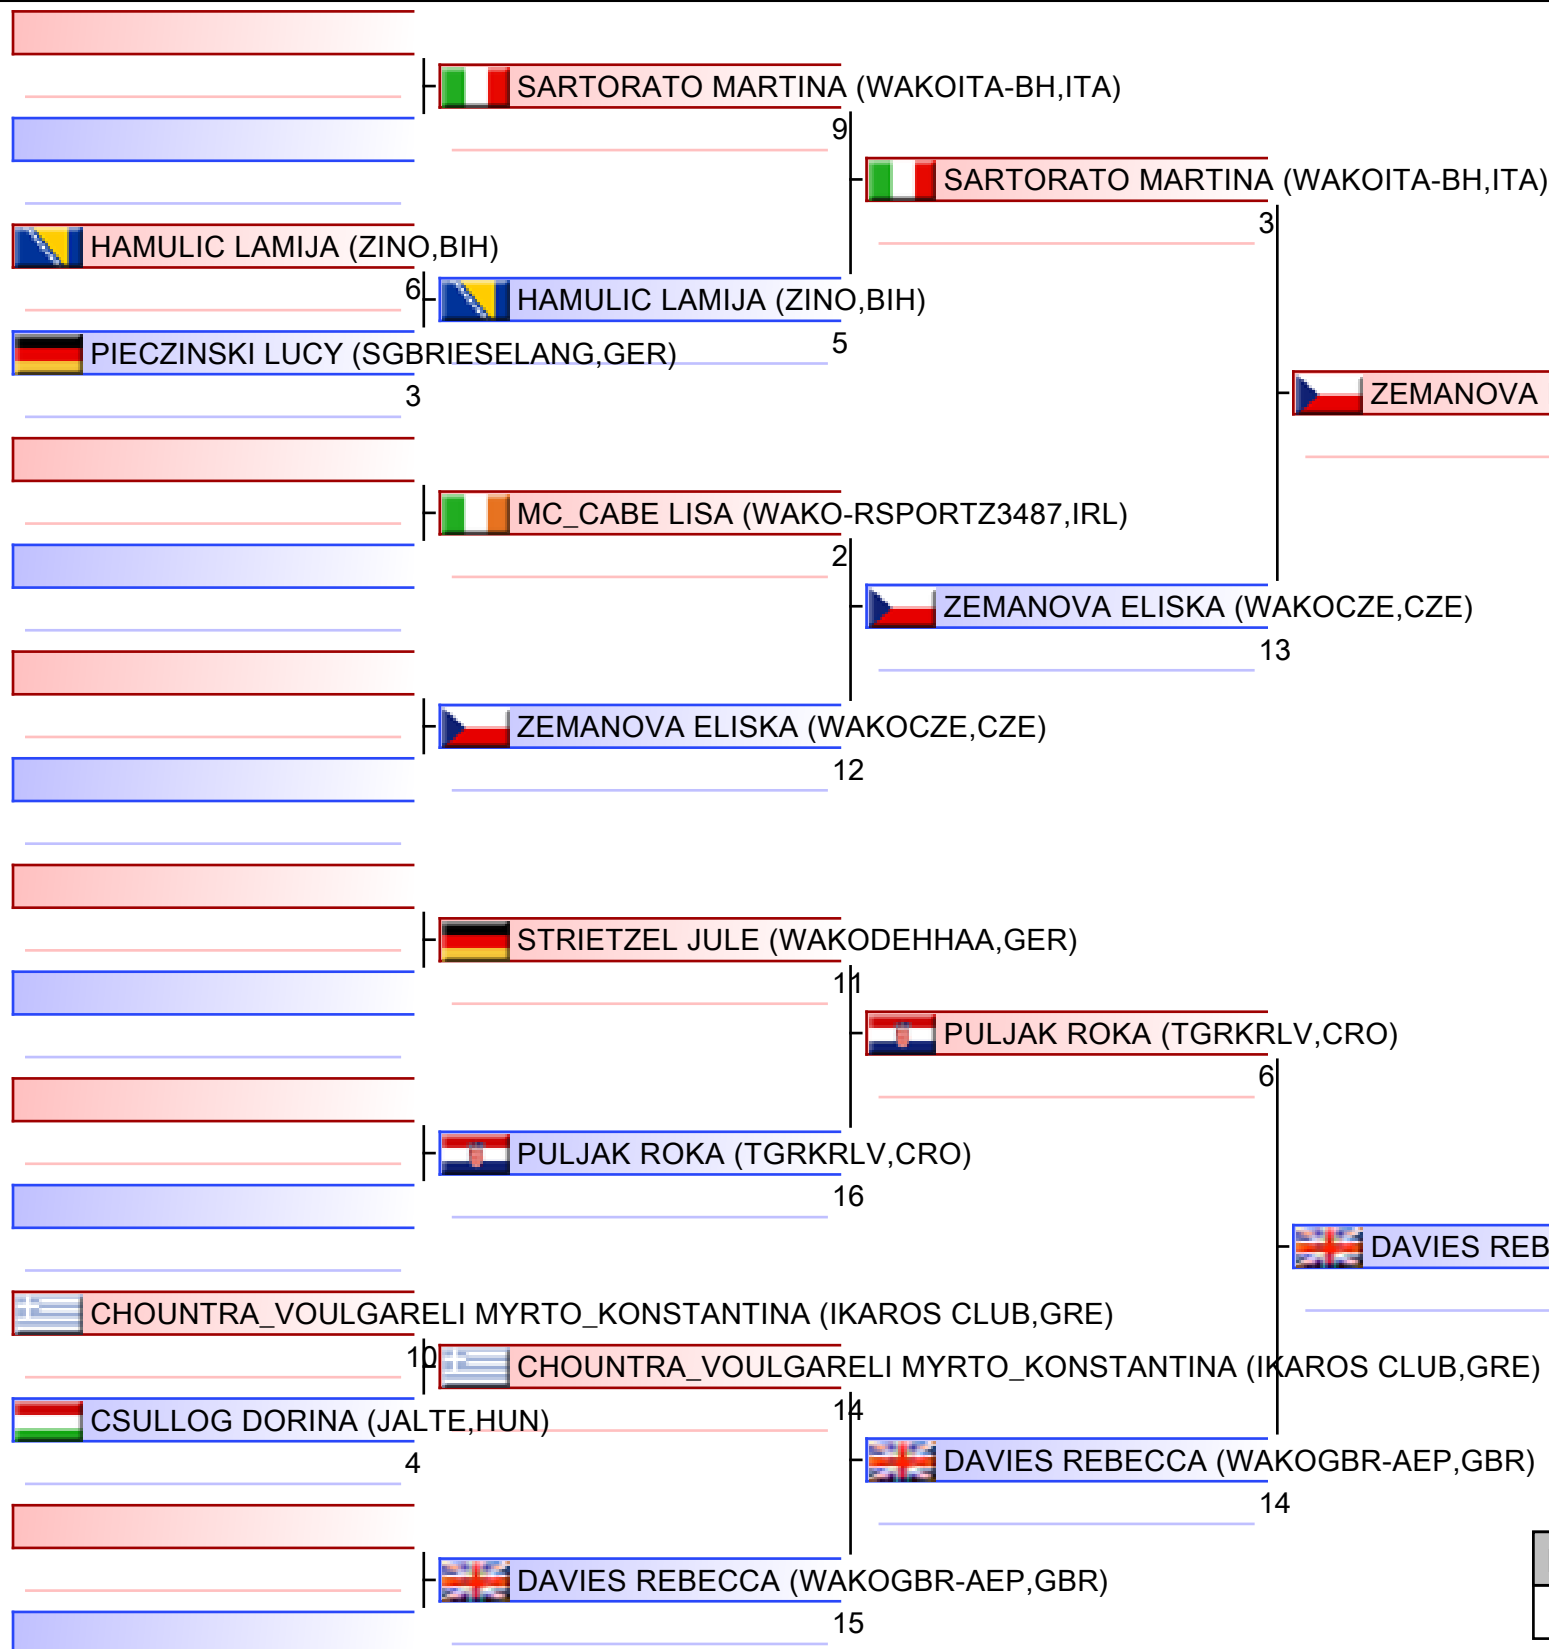 SARTORATO MARTINA (WAKOITA-BH,ITA)
9
SARTORATO MARTINA (WAKOITA-BH,ITA)
3
HAMULIC LAMIJA (ZINO,BIH)
6
HAMULIC LAMIJA (ZINO,BIH)
5
PIECZINSKI LUCY (SGBRIESELANG,GER)
3
ZEMANOVA
MC_CABE LISA (WAKO-RSPORTZ3487,IRL)
2
ZEMANOVA ELISKA (WAKOCZE,CZE)
13
ZEMANOVA ELISKA (WAKOCZE,CZE)
12
STRIETZEL JULE (WAKODEHHAA,GER)
11
PULJAK ROKA (TGRKRLV,CRO)
6
PULJAK ROKA (TGRKRLV,CRO)
16
DAVIES REB
CHOUNTRA_VOULGARELI MYRTO_KONSTANTINA (IKAROS CLUB,GRE)
10
CHOUNTRA_VOULGARELI MYRTO_KONSTANTINA (IKAROS CLUB,GRE)
14
CSULLOG DORINA (JALTE,HUN)
4
DAVIES REBECCA (WAKOGBR-AEP,GBR)
14
DAVIES REBECCA (WAKOGBR-AEP,GBR)
15